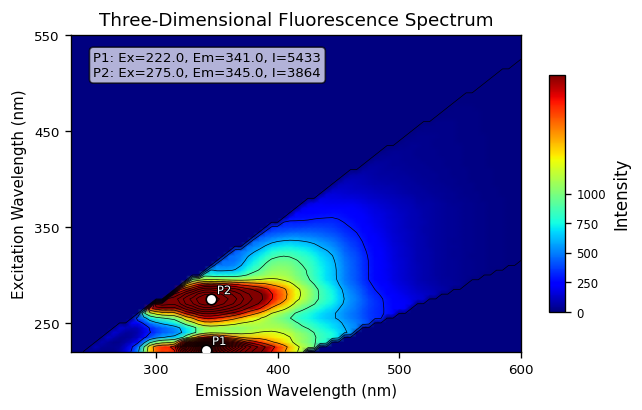 Three-Dimensional Fluorescence Spectrum
P1: Ex=222.0, Em=341.0, I=5433
P2: Ex=275.0, Em=345.0, I=3864
Excitation Wavelength (nm)
550
450
350
250
P2
P1
300
400
500
600
Emission Wavelength (nm)
1000
750
500
250
0
Intensity